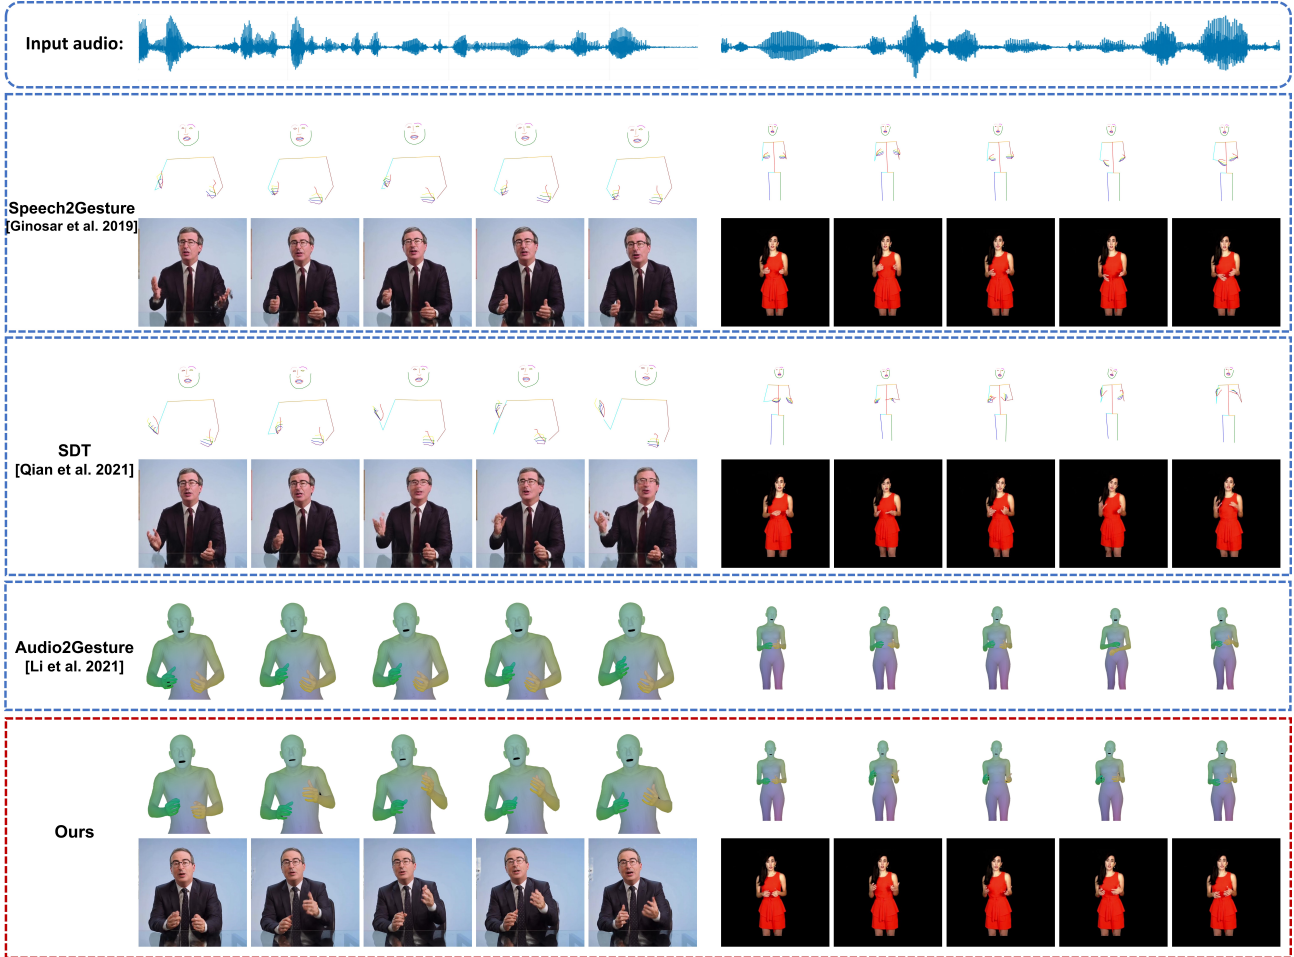 Input audio:
Speech2Gesture
[Ginosar et al. 2019]
SDT
[Qian et al. 2021]
Audio2Gesture
[Li et al. 2021]
Ours